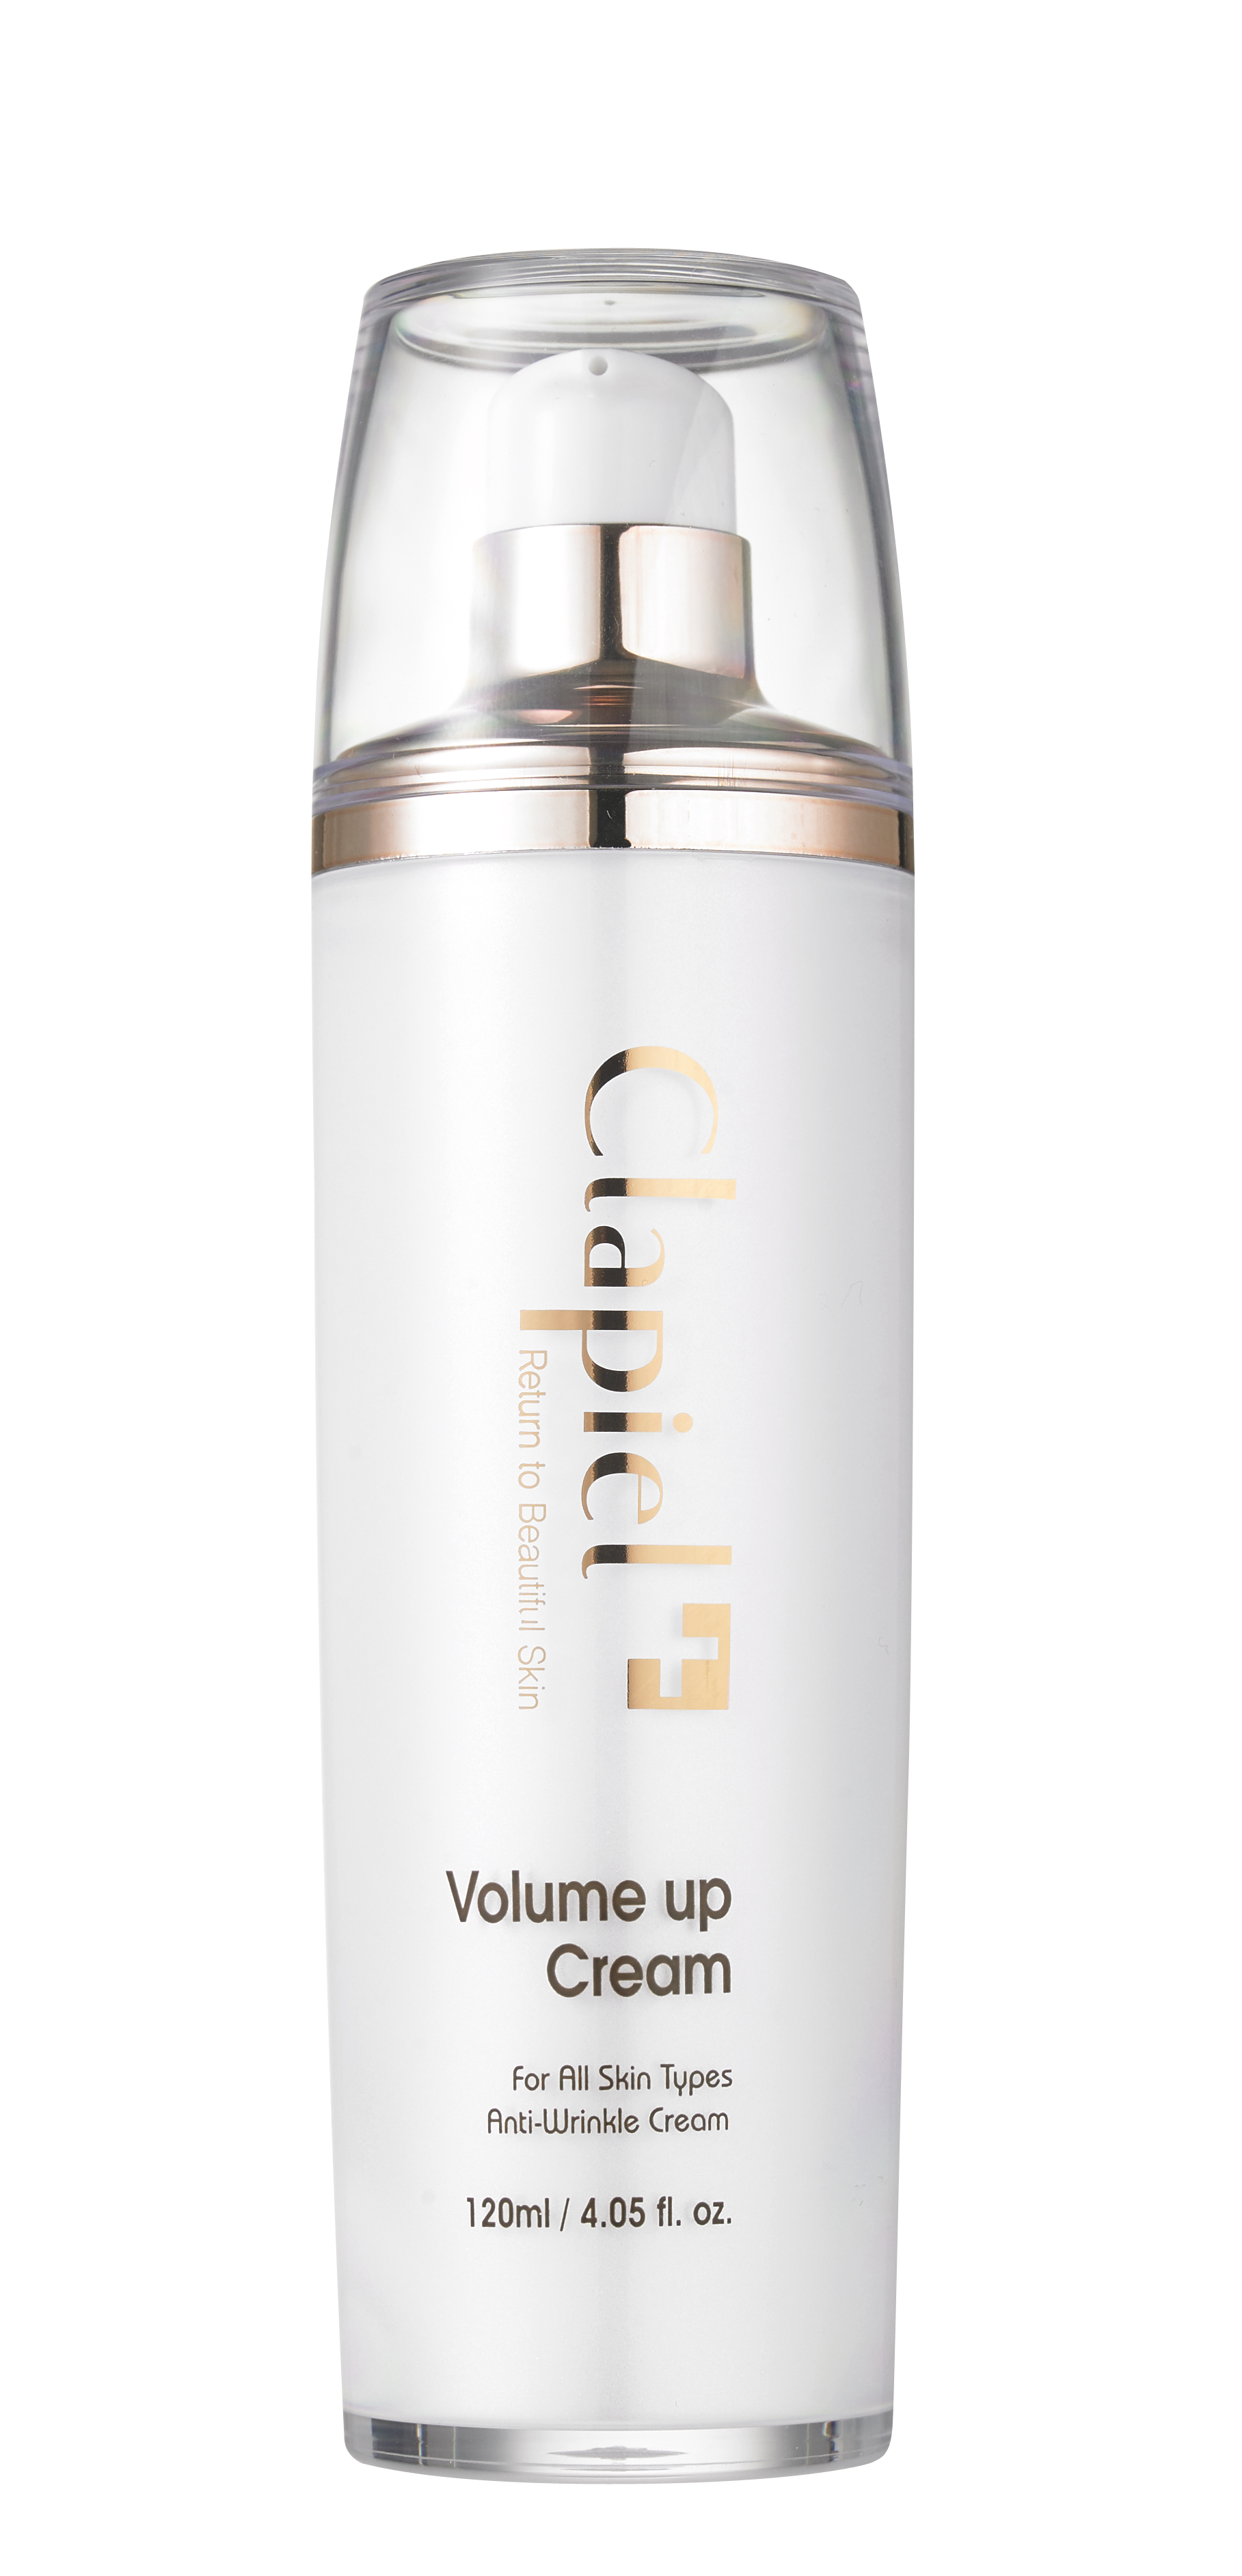 Clapiel
Return to Beautiful Skin
Volume up
Cream
For All Skin Types
Anti-Wrinkle Cream
120ml / 4.05 fl. oz.